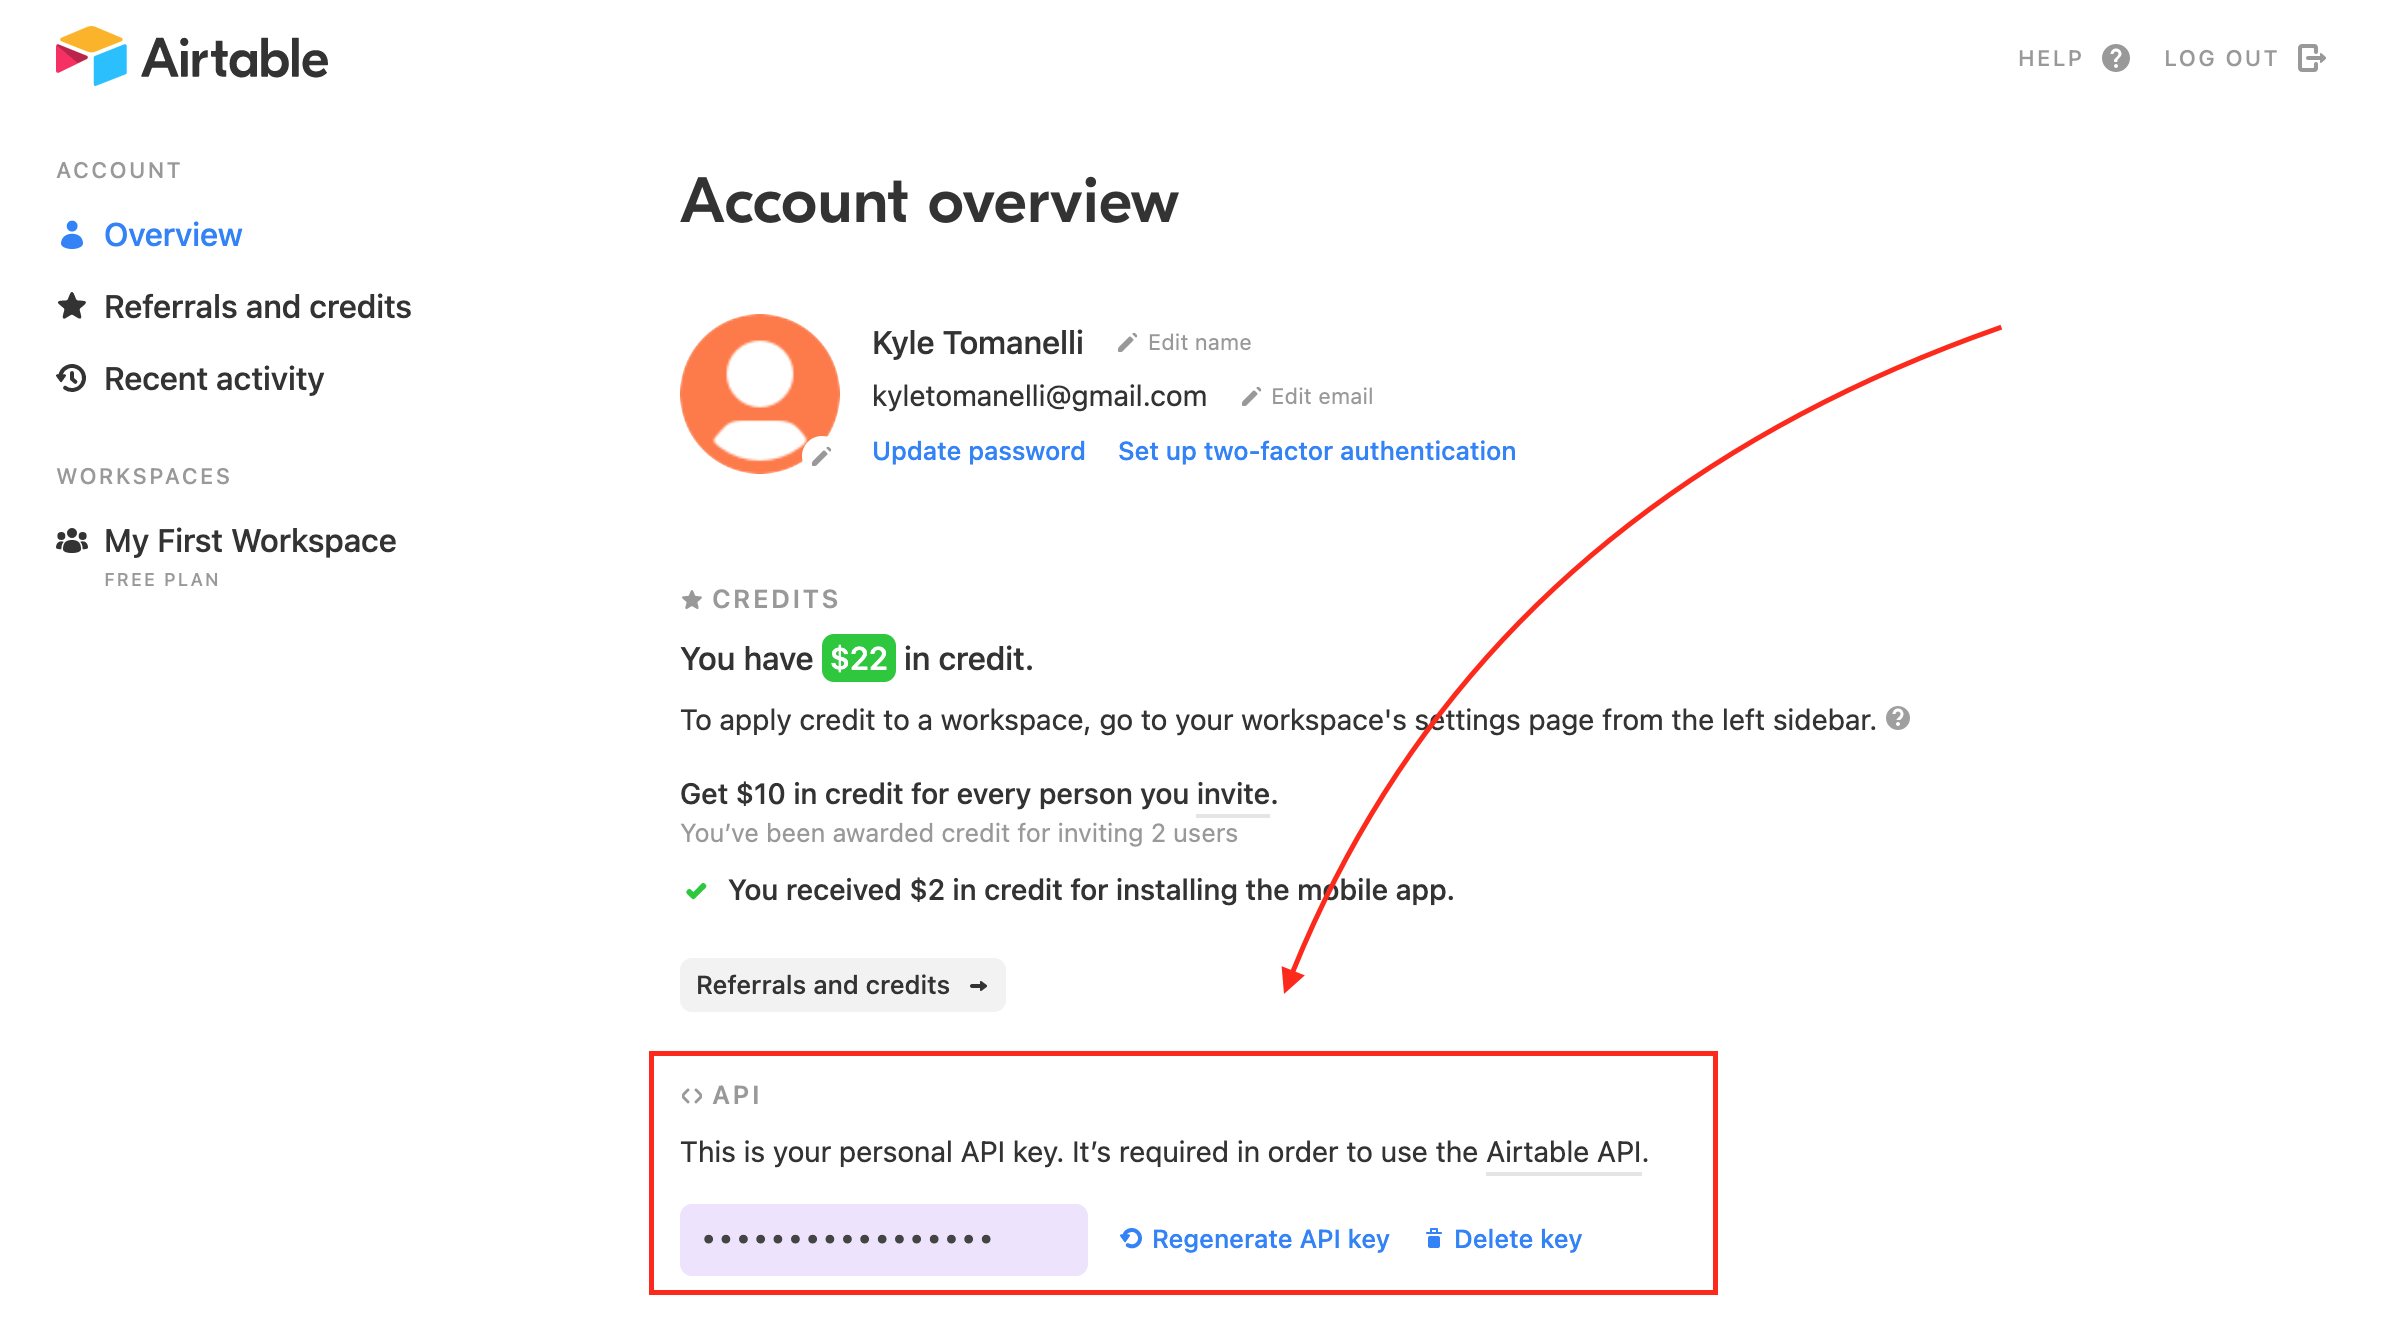 Airtable
HELP
LOG OUT
ACCOUNT
Overview
Referrals and credits
Recent activity
WORKSPACES
My First Workspace
FREE PLAN
Account overview
Kyle Tomanelli Edit name
kyletomanelli@gmail.com Edit email
Update password Set up two-factor authentication
CREDITS
You have $22 in credit.
To apply credit to a workspace, go to your workspace's settings page from the left sidebar.
Get $10 in credit for every person you invite.
You’ve been awarded credit for inviting 2 users
You received $2 in credit for installing the mobile app.
Referrals and credits
API
This is your personal API key. It’s required in order to use the Airtable API.
Regenerate API key Delete key